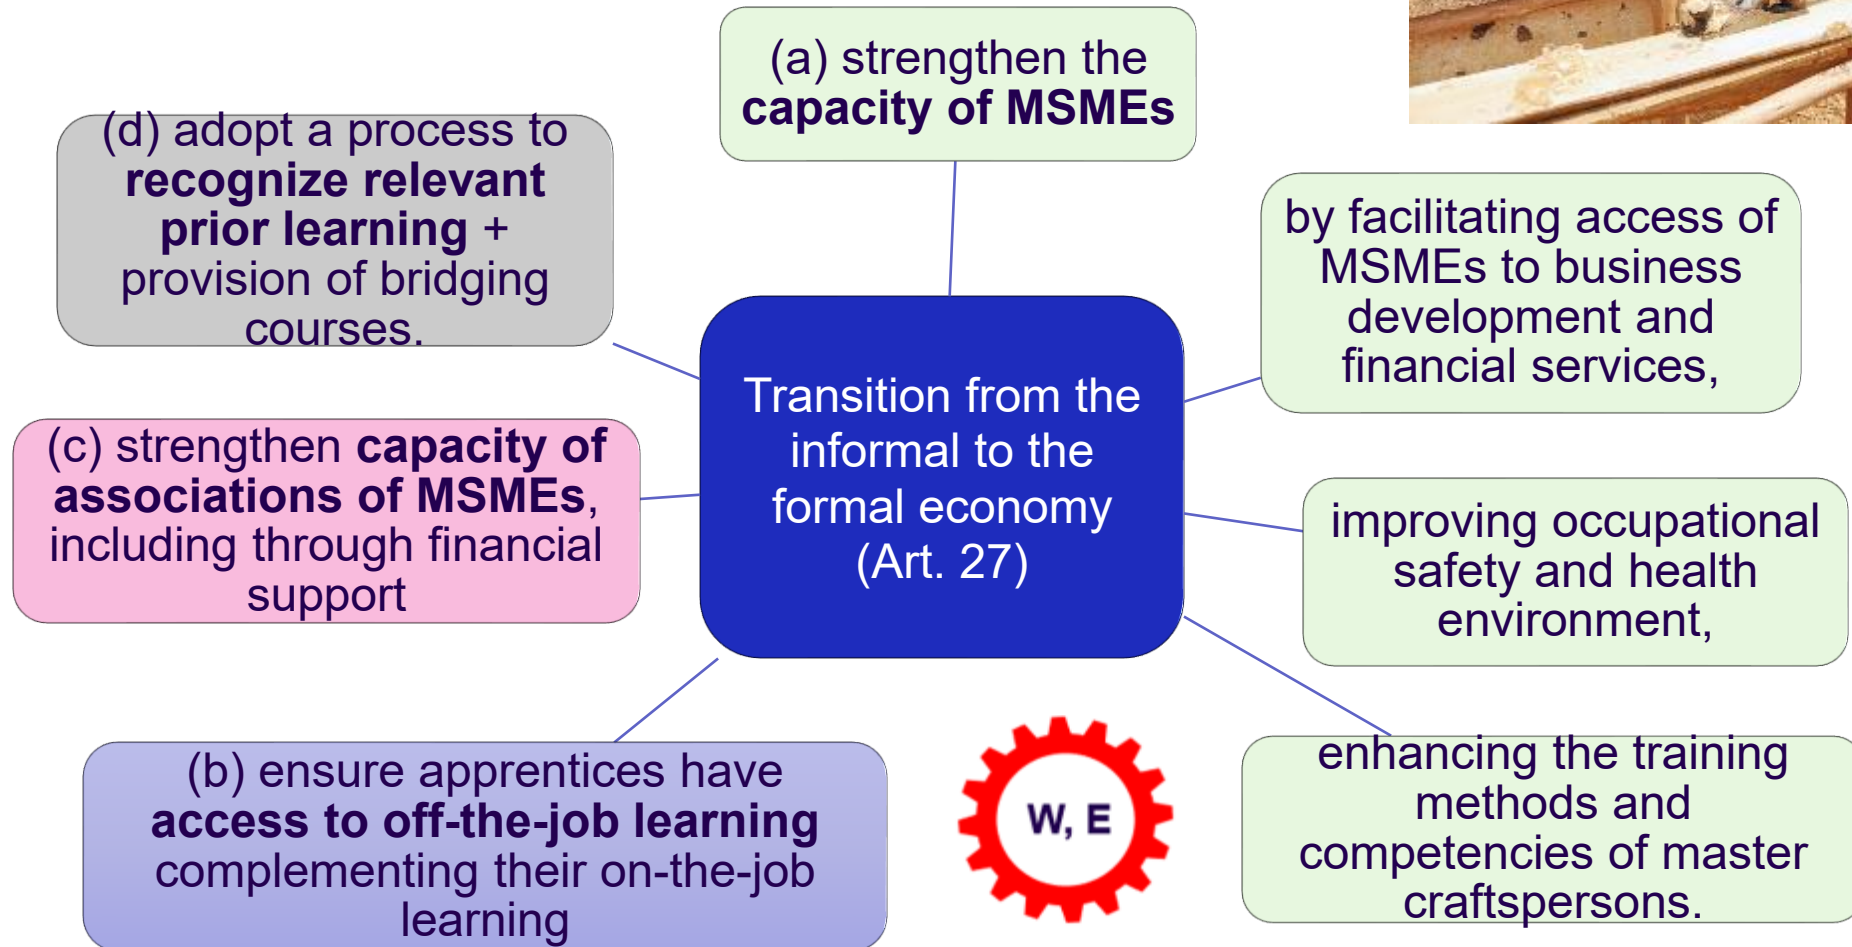 (a) strengthen the
capacity of MSMEs
by facilitating access of
MSMEs to business
development and
financial services,
improving occupational
safety and health
environment,
enhancing the training
methods and
competencies of master
craftspersons.
(b) ensure apprentices have
access to off-the-job learning
complementing their on-the-job
learning
(c) strengthen capacity of
associations of MSMEs,
including through financial
support
(d) adopt a process to
recognize relevant
prior learning +
provision of bridging
courses.
Transition from the
informal to the
formal economy
(Art. 27)
W, E